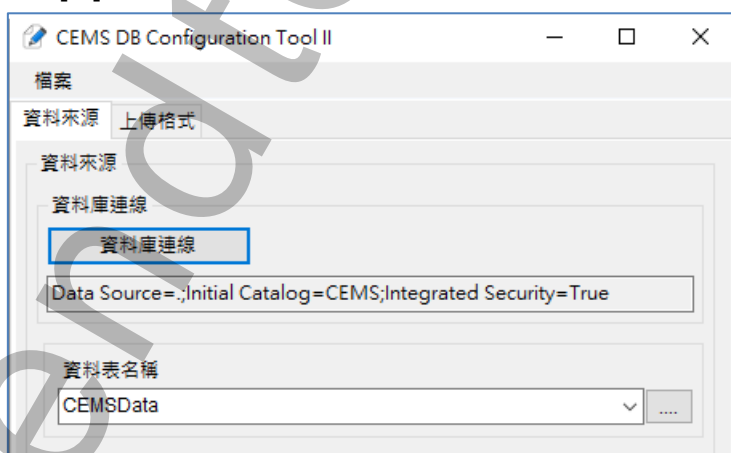 CEMS DB Configuration Tool II
檔案
資料來源 上傳格式
資料來源
資料庫連線
資料庫連線
Data Source=.;Initial Catalog=CEMS;Integrated Security=True
資料表名稱
CEMSData
....